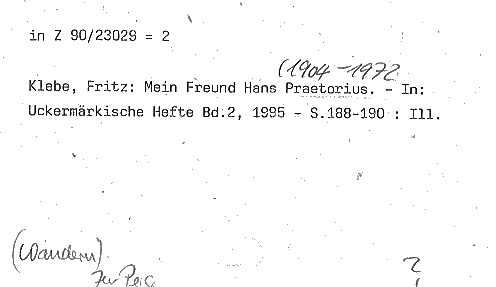 in Z 90/23029 = 2
(1904-1972
Klebe, Fritz: Mein Freund Hans Praetorius. - In:
Uckermärkische Hefte Bd.2, 1995 - S.188-190 : Ill.
(Wandern)
?